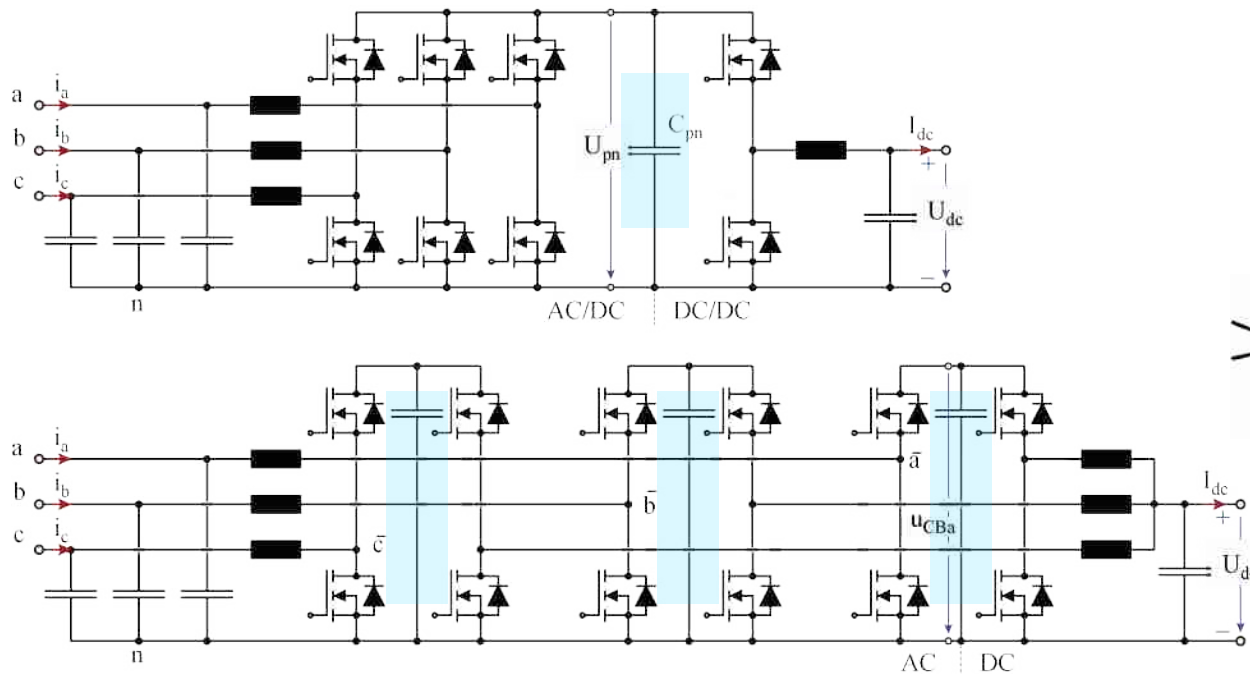 a i_a
b i_b
c i_c
n
U_pn
C_pn
I_dc
+
U_dc
−
AC/DC DC/DC
a i_a
b i_b
c i_c
c̄
b̄
ā
u_CBa
I_dc
+
U_d
−
n
AC DC